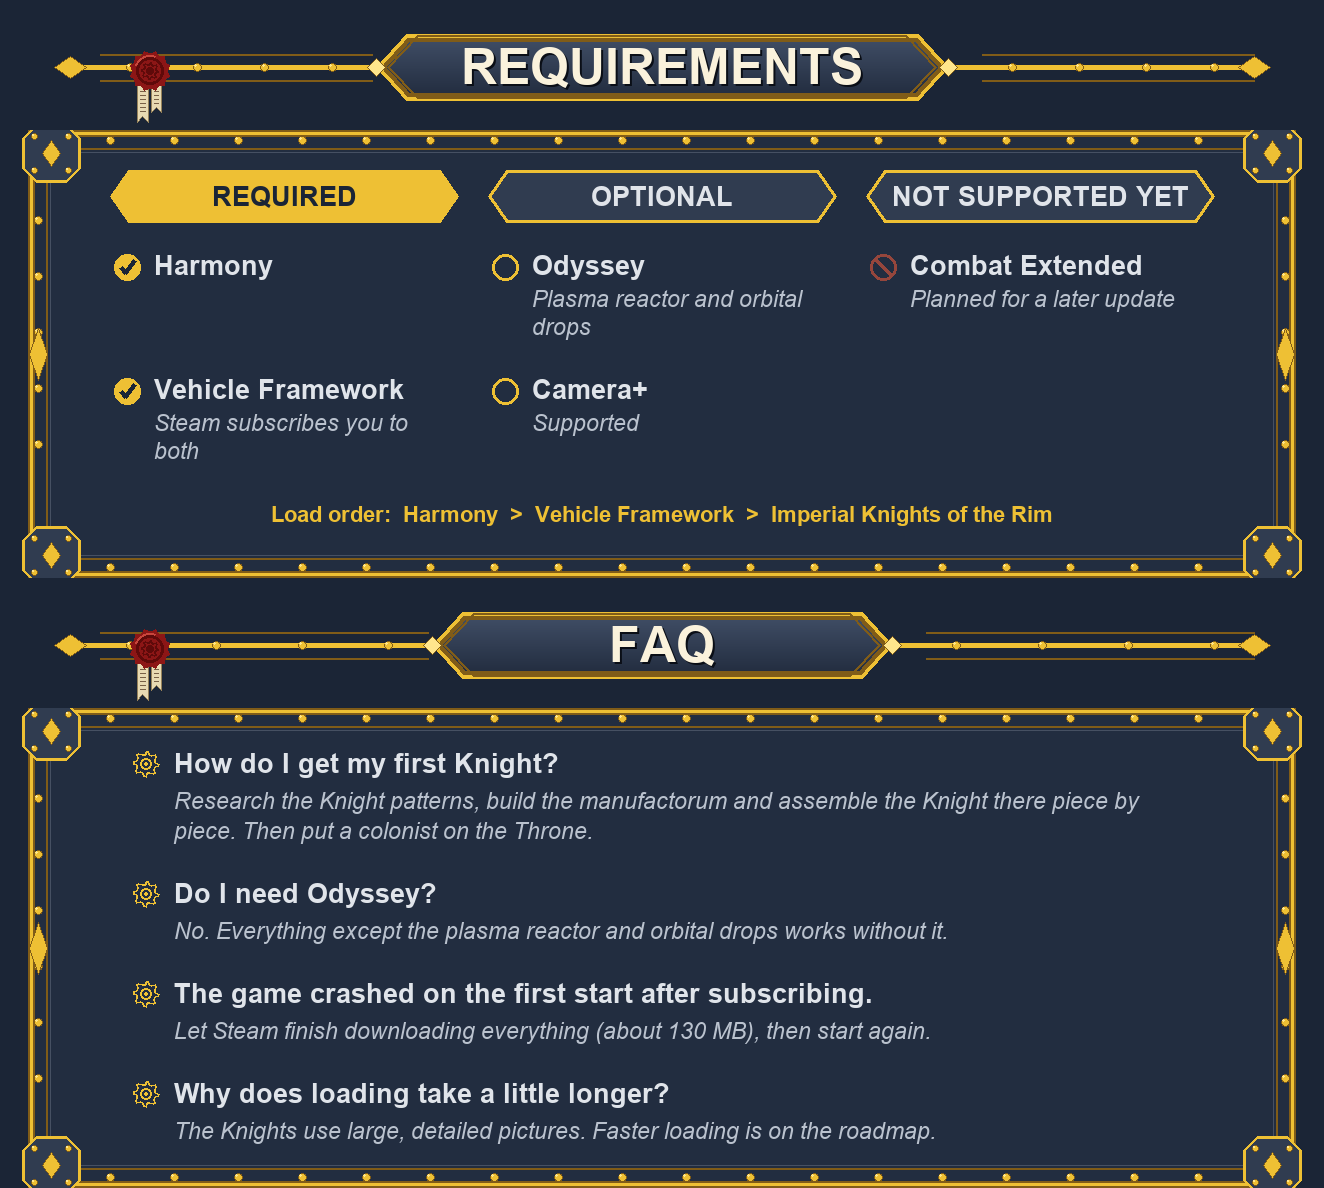 REQUIREMENTS
REQUIRED
OPTIONAL
NOT SUPPORTED YET
Harmony
Odyssey
Plasma reactor and orbital
drops
Combat Extended
Planned for a later update
Vehicle Framework
Steam subscribes you to
both
Camera+
Supported
Load order: Harmony > Vehicle Framework > Imperial Knights of the Rim
FAQ
How do I get my first Knight?
Research the Knight patterns, build the manufactorum and assemble the Knight there piece by
piece. Then put a colonist on the Throne.
Do I need Odyssey?
No. Everything except the plasma reactor and orbital drops works without it.
The game crashed on the first start after subscribing.
Let Steam finish downloading everything (about 130 MB), then start again.
Why does loading take a little longer?
The Knights use large, detailed pictures. Faster loading is on the roadmap.